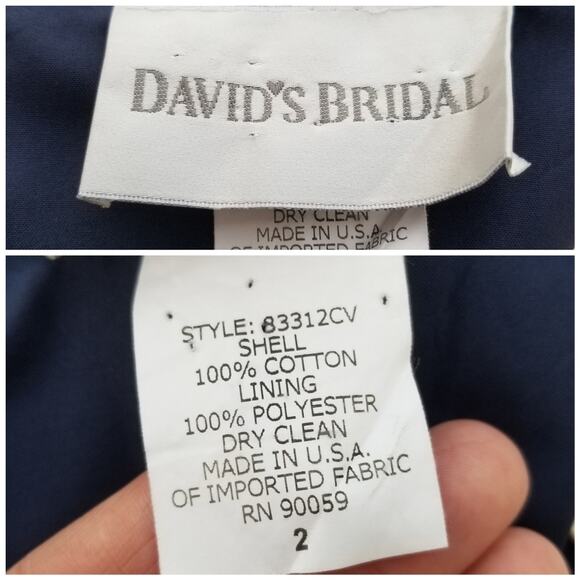 DAVID'S BRIDAL
DRY CLEAN
MADE IN U.S.A.
OF IMPORTED FABRIC
STYLE: 83312CV
SHELL
100% COTTON
LINING
100% POLYESTER
DRY CLEAN
MADE IN U.S.A.
OF IMPORTED FABRIC
RN 90059
2